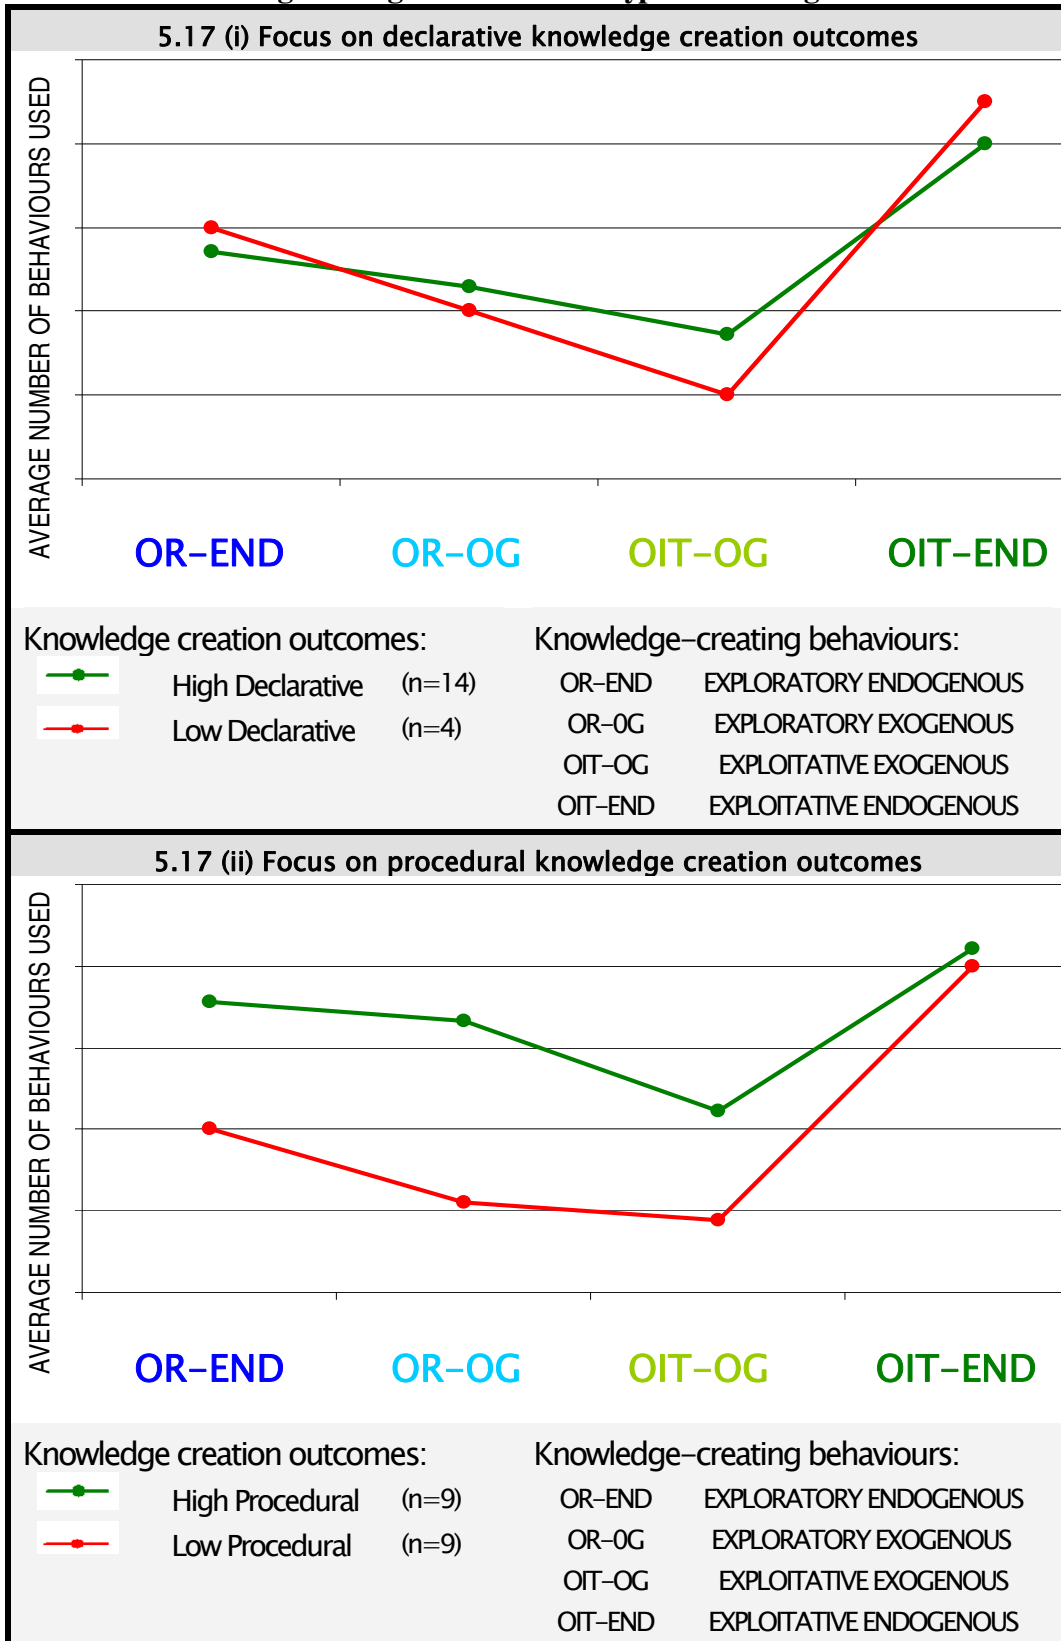 5.17 (i) Focus on declarative knowledge creation outcomes
AVERAGE NUMBER OF BEHAVIOURS USED
OR-END OR-OG OIT-OG OIT-END
Knowledge creation outcomes: Knowledge-creating behaviours:
High Declarative (n=14) OR-END EXPLORATORY ENDOGENOUS
Low Declarative (n=4) OR-0G EXPLORATORY EXOGENOUS
OIT-OG EXPLOITATIVE EXOGENOUS
OIT-END EXPLOITATIVE ENDOGENOUS
5.17 (ii) Focus on procedural knowledge creation outcomes
AVERAGE NUMBER OF BEHAVIOURS USED
OR-END OR-OG OIT-OG OIT-END
Knowledge creation outcomes: Knowledge-creating behaviours:
High Procedural (n=9) OR-END EXPLORATORY ENDOGENOUS
Low Procedural (n=9) OR-0G EXPLORATORY EXOGENOUS
OIT-OG EXPLOITATIVE EXOGENOUS
OIT-END EXPLOITATIVE ENDOGENOUS